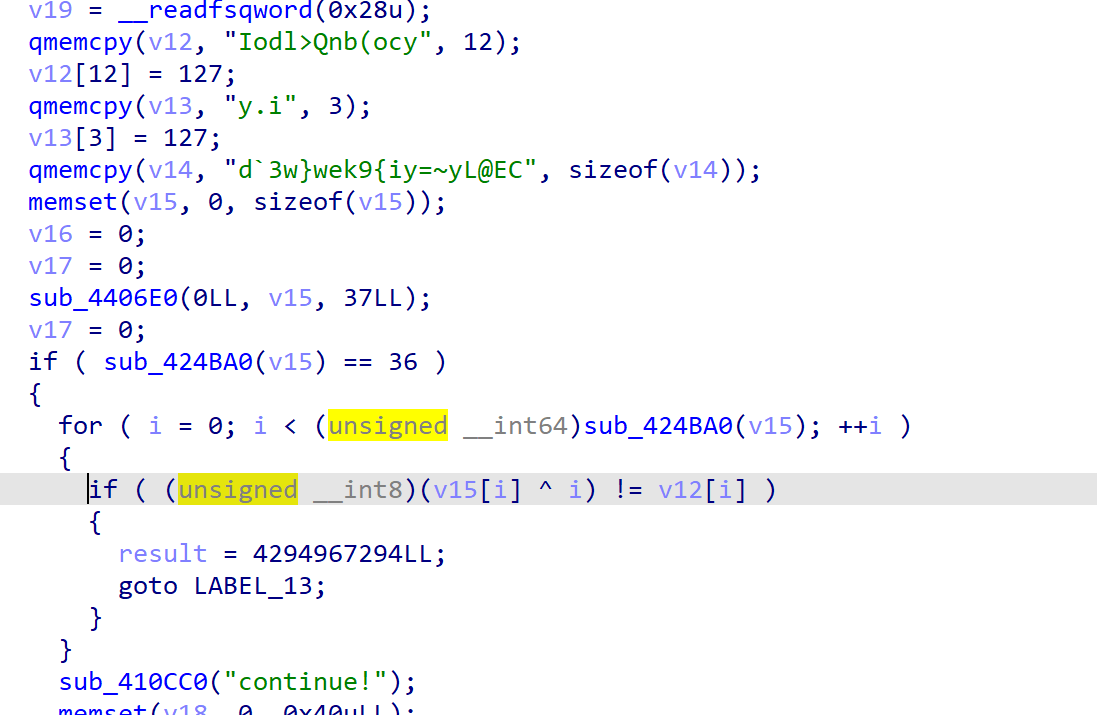 v19 = __readfsqword(0x28u);
qmemcpy(v12, "Iodl>Qnb(ocy", 12);
v12[12] = 127;
qmemcpy(v13, "y.i", 3);
v13[3] = 127;
qmemcpy(v14, "d`3w}wek9{iy=~yL@EC", sizeof(v14));
memset(v15, 0, sizeof(v15));
v16 = 0;
v17 = 0;
sub_4406E0(0LL, v15, 37LL);
v17 = 0;
if ( sub_424BA0(v15) == 36 )
{
for ( i = 0; i < (unsigned __int64)sub_424BA0(v15); ++i )
{
if ( (unsigned __int8)(v15[i] ^ i) != v12[i] )
{
result = 4294967294LL;
goto LABEL_13;
}
}
sub_410CC0("continue!");
memset(v18, 0, 0x40uLL);